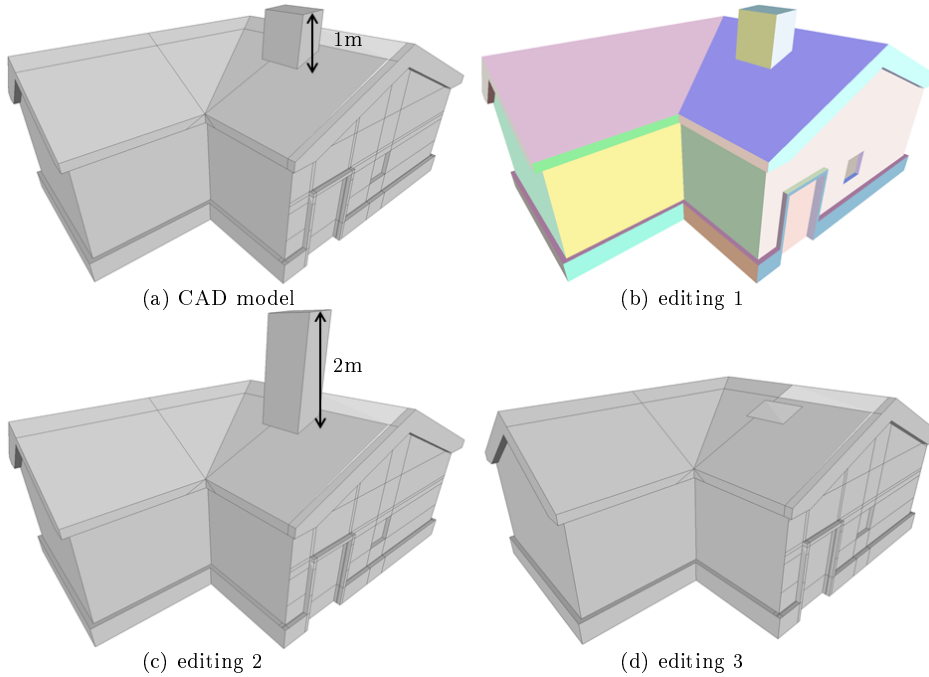 1m
(a) CAD model
(b) editing 1
2m
(c) editing 2
(d) editing 3